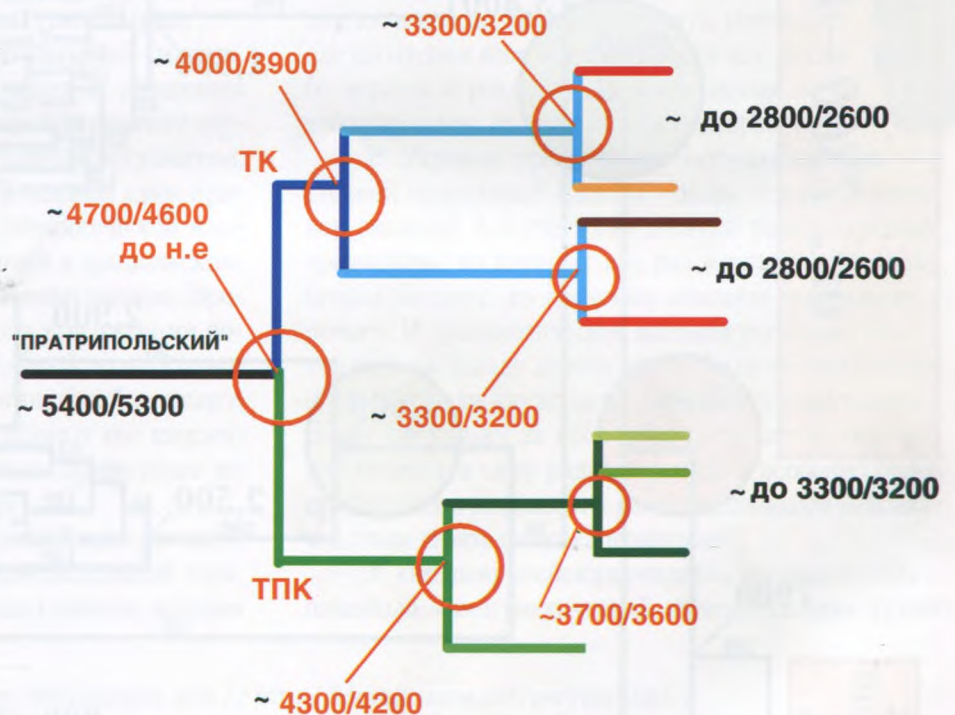 ~ 3300/3200
~ 4000/3900
~ до 2800/2600
ТК
~ 4700/4600
до н.е
~ до 2800/2600
"ПРАТРИПОЛЬСКИЙ"
~ 5400/5300
~ 3300/3200
~ до 3300/3200
ТПК
~3700/3600
~ 4300/4200